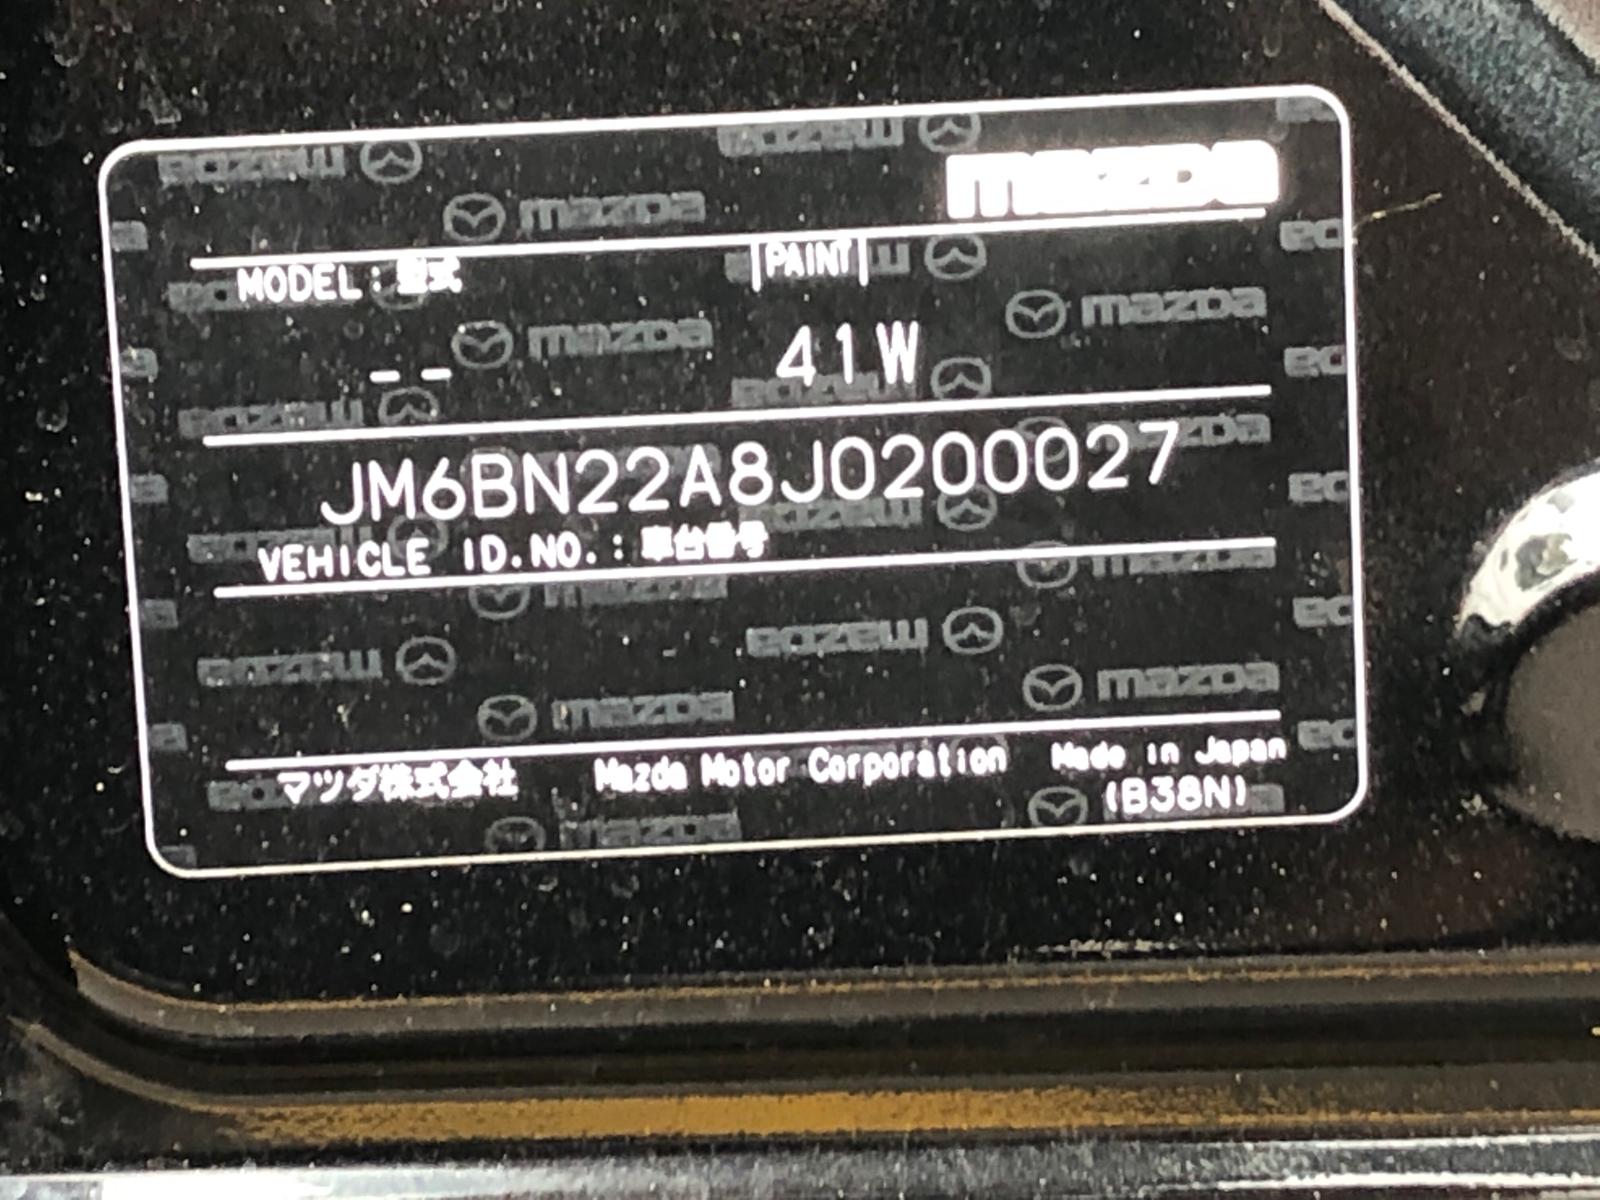 mazda
MODEL : 型式
PAINT
-- 41W
JM6BN22A8J0200027
VEHICLE ID.NO. : 車台番号
マツダ株式会社 Mazda Motor Corporation Made in Japan
(B38N)